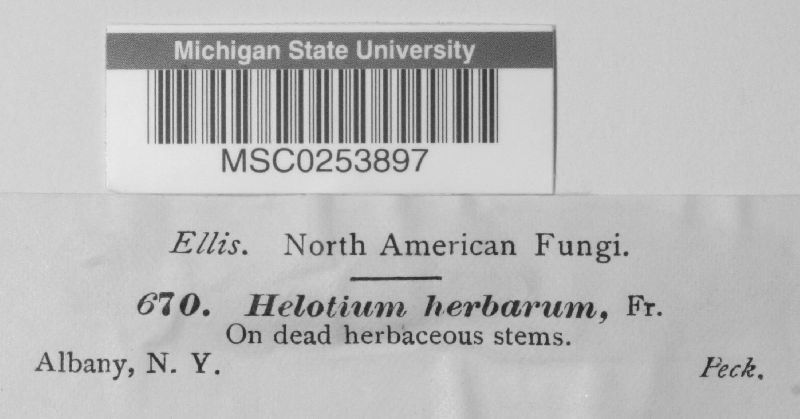 Michigan State University
MSC0253897
Ellis. North American Fungi.
670. Helotium herbarum, Fr.
On dead herbaceous stems.
Albany, N. Y. Peck.